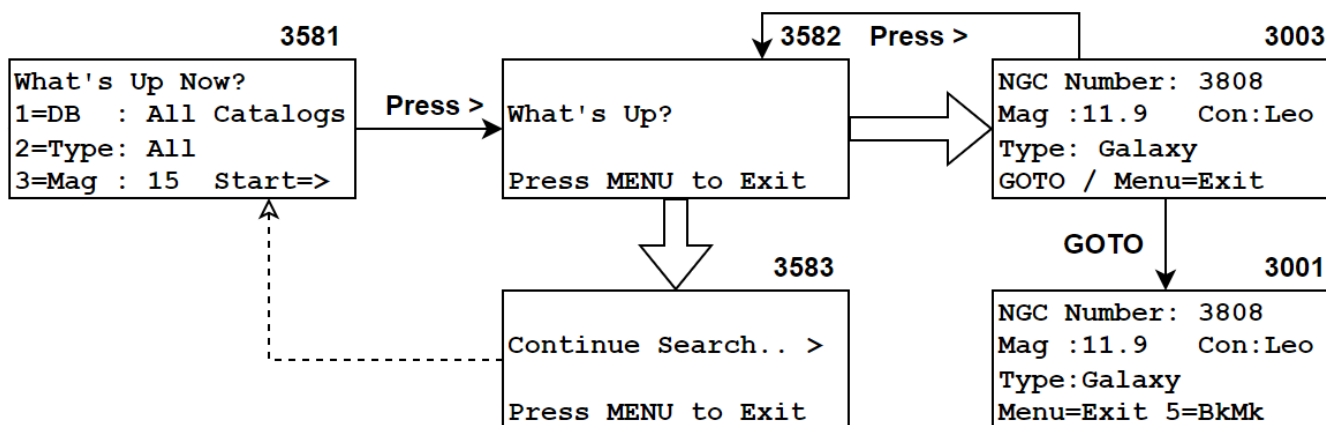 3581
What's Up Now?
1=DB  : All Catalogs
2=Type: All
3=Mag : 15  Start=>
Press >
3582
What's Up?
Press MENU to Exit
Press >
3003
NGC Number: 3808
Mag :11.9   Con:Leo
Type: Galaxy
GOTO / Menu=Exit
3583
Continue Search.. >
Press MENU to Exit
GOTO
3001
NGC Number: 3808
Mag :11.9   Con:Leo
Type:Galaxy
Menu=Exit 5=BkMk